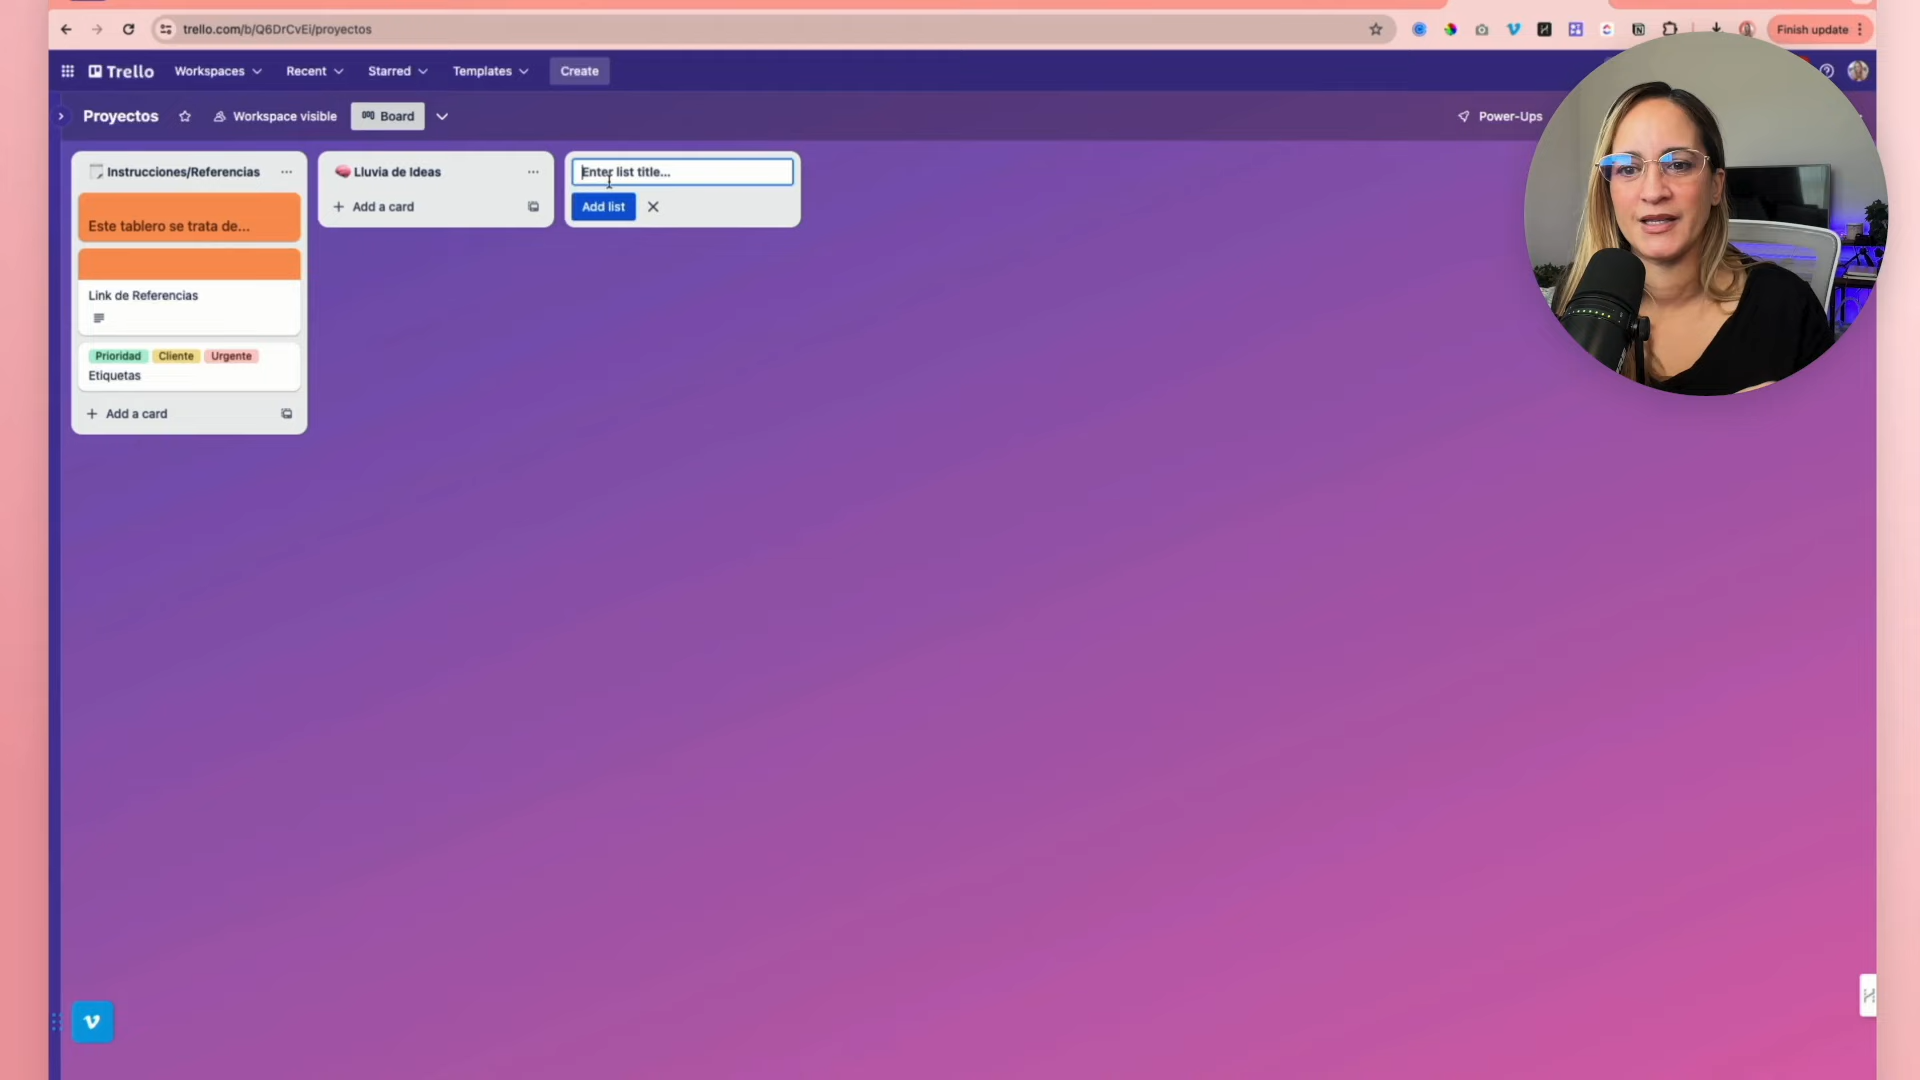 trello.com/b/Q6DrCvEi/proyectos
Finish update
Trello
Workspaces
Recent
Starred
Templates
Create
Proyectos
Workspace visible
Board
Power-Ups
Instrucciones/Referencias
Este tablero se trata de...
Link de Referencias
Prioridad Cliente Urgente
Etiquetas
+ Add a card
Lluvia de Ideas
+ Add a card
Enter list title...
Add list